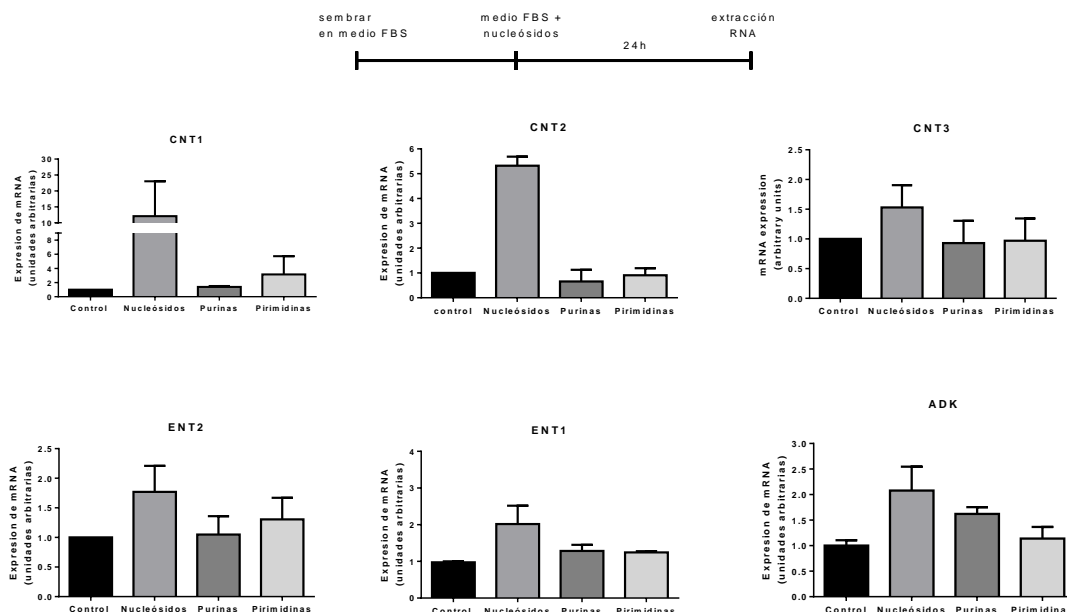 sembrar
en medio FBS
medio FBS +
nucleósidos
24h
extracción
RNA
CNT1
Expresion de mRNA
(unidades arbitrarias)
30
25
20
15
10
8
6
4
2
0
Control Nucleósidos Purinas Pirimidinas
CNT2
Expresion de mRNA
(unidades arbitrarias)
6
5
4
3
2
1
0
control Nucleósidos Purinas Pirimidinas
CNT3
mRNA expression
(arbitrary units)
2.5
2.0
1.5
1.0
0.5
0.0
Control Nucleósidos Purinas Pirimidinas
ENT2
Expresion de mRNA
(unidades arbitrarias)
2.5
2.0
1.5
1.0
0.5
0.0
Control Nucleósidos Purinas Pirimidinas
ENT1
Expresion de mRNA
(unidades arbitrarias)
4
3
2
1
0
Control Nucleósidos Purinas Pirimidinas
ADK
Expresion de mRNA
(unidades arbitrarias)
3.0
2.5
2.0
1.5
1.0
0.5
0.0
Control Nucleósidos Purinas Pirimidinas